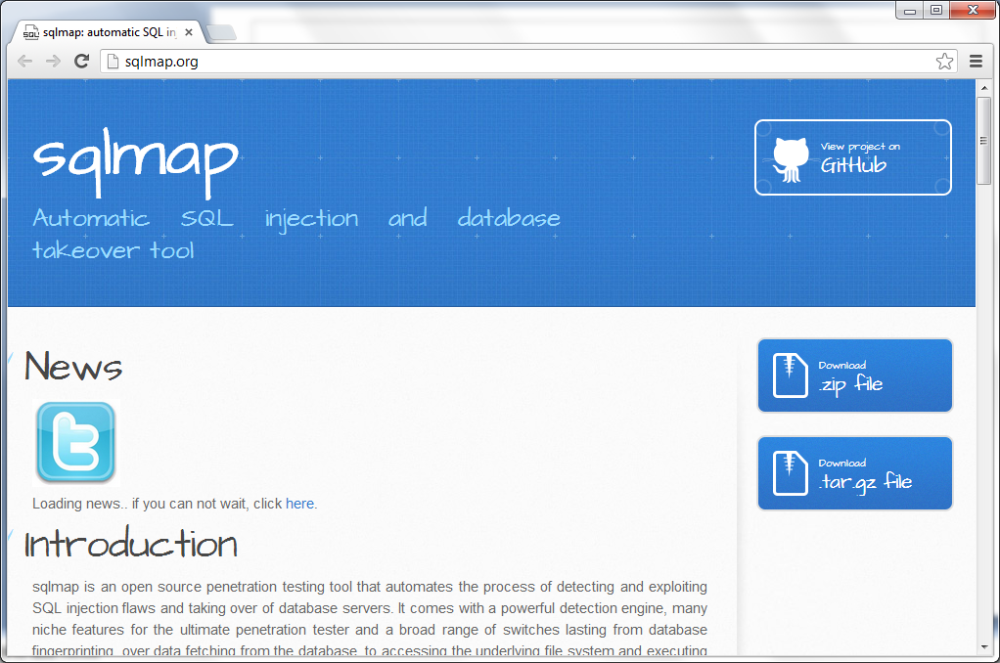 sqlmap: automatic SQL in
sqlmap.org
sqlmap
Automatic SQL injection and database
takeover tool
View project on
GitHub
News
Loading news.. if you can not wait, click here.
Introduction
sqlmap is an open source penetration testing tool that automates the process of detecting and exploiting
SQL injection flaws and taking over of database servers. It comes with a powerful detection engine, many
niche features for the ultimate penetration tester and a broad range of switches lasting from database
fingerprinting, over data fetching from the database, to accessing the underlying file system and executing
Download
.zip file
Download
.tar.gz file